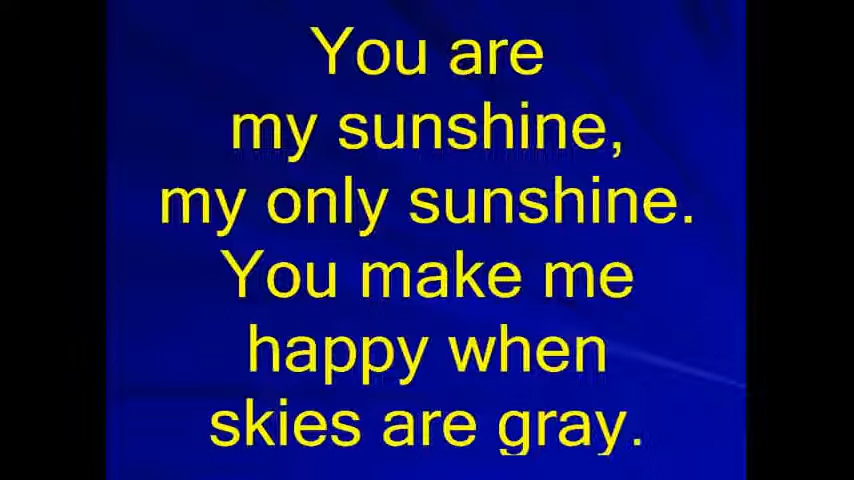 You are
my sunshine,
my only sunshine.
You make me
happy when
skies are gray.